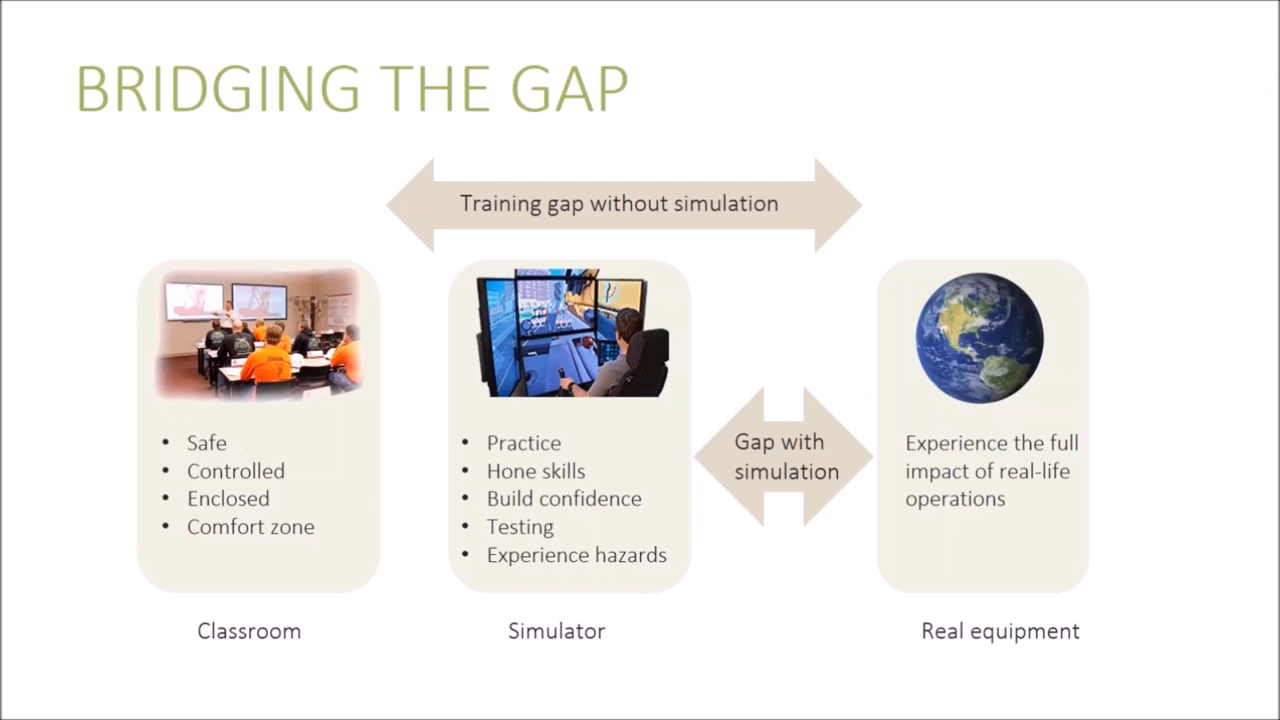 BRIDGING THE GAP
Training gap without simulation
• Safe
• Controlled
• Enclosed
• Comfort zone
Classroom
• Practice
• Hone skills
• Build confidence
• Testing
• Experience hazards
Simulator
Gap with
simulation
Experience the full
impact of real-life
operations
Real equipment